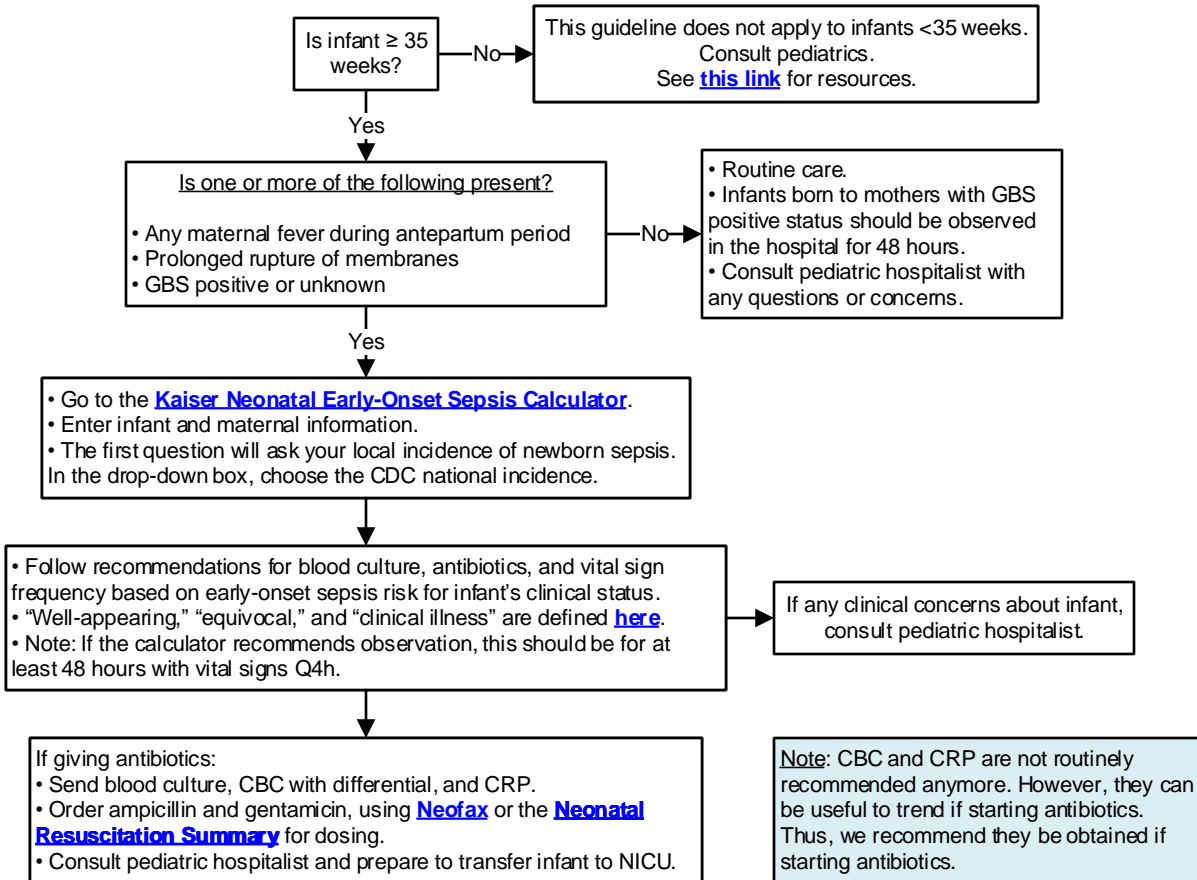 Is infant ≥ 35
weeks?
No
This guideline does not apply to infants <35 weeks.
Consult pediatrics.
See this link for resources.
Yes
Is one or more of the following present?
• Any maternal fever during antepartum period
• Prolonged rupture of membranes
• GBS positive or unknown
No
• Routine care.
• Infants born to mothers with GBS
positive status should be observed
in the hospital for 48 hours.
• Consult pediatric hospitalist with
any questions or concerns.
Yes
• Go to the Kaiser Neonatal Early-Onset Sepsis Calculator.
• Enter infant and maternal information.
• The first question will ask your local incidence of newborn sepsis.
In the drop-down box, choose the CDC national incidence.
• Follow recommendations for blood culture, antibiotics, and vital sign
frequency based on early-onset sepsis risk for infant's clinical status.
• “Well-appearing,” “equivocal,” and “clinical illness” are defined here.
• Note: If the calculator recommends observation, this should be for at
least 48 hours with vital signs Q4h.
If any clinical concerns about infant,
consult pediatric hospitalist.
If giving antibiotics:
• Send blood culture, CBC with differential, and CRP.
• Order ampicillin and gentamicin, using Neofax or the Neonatal
Resuscitation Summary for dosing.
• Consult pediatric hospitalist and prepare to transfer infant to NICU.
Note: CBC and CRP are not routinely
recommended anymore. However, they can
be useful to trend if starting antibiotics.
Thus, we recommend they be obtained if
starting antibiotics.